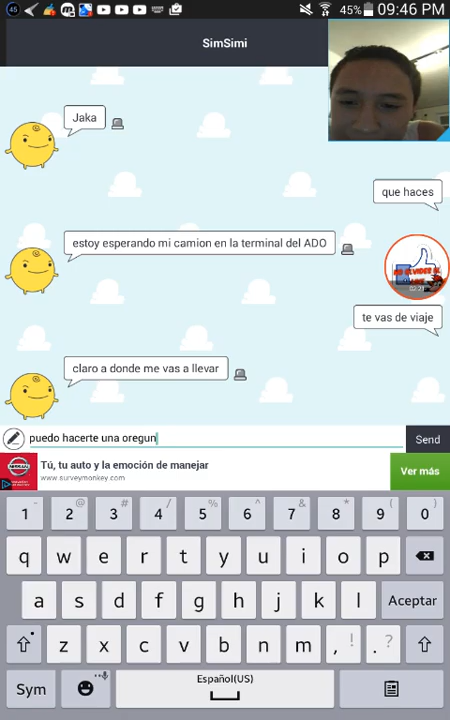 45%
09:46 PM
SimSimi
Jaka
que haces
estoy esperando mi camion en la terminal del ADO
te vas de viaje
claro a donde me vas a llevar
puedo hacerte una oregun
Send
Tú, tu auto y la emoción de manejar
www.surveymonkey.com
Ver más
1 2 3 4 5 6 7 8 9 0
q w e r t y u i o p
a s d f g h j k l Aceptar
z x c v b n m , ! . ?
Sym Español(US)